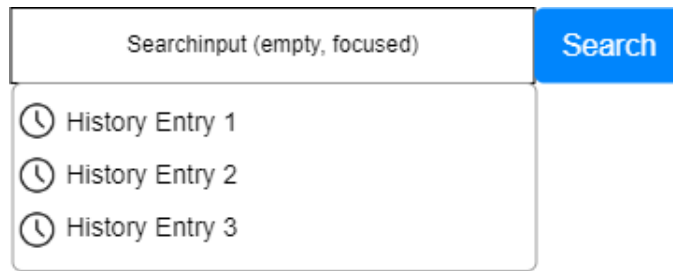 Searchinput (empty, focused)
Search
History Entry 1
History Entry 2
History Entry 3